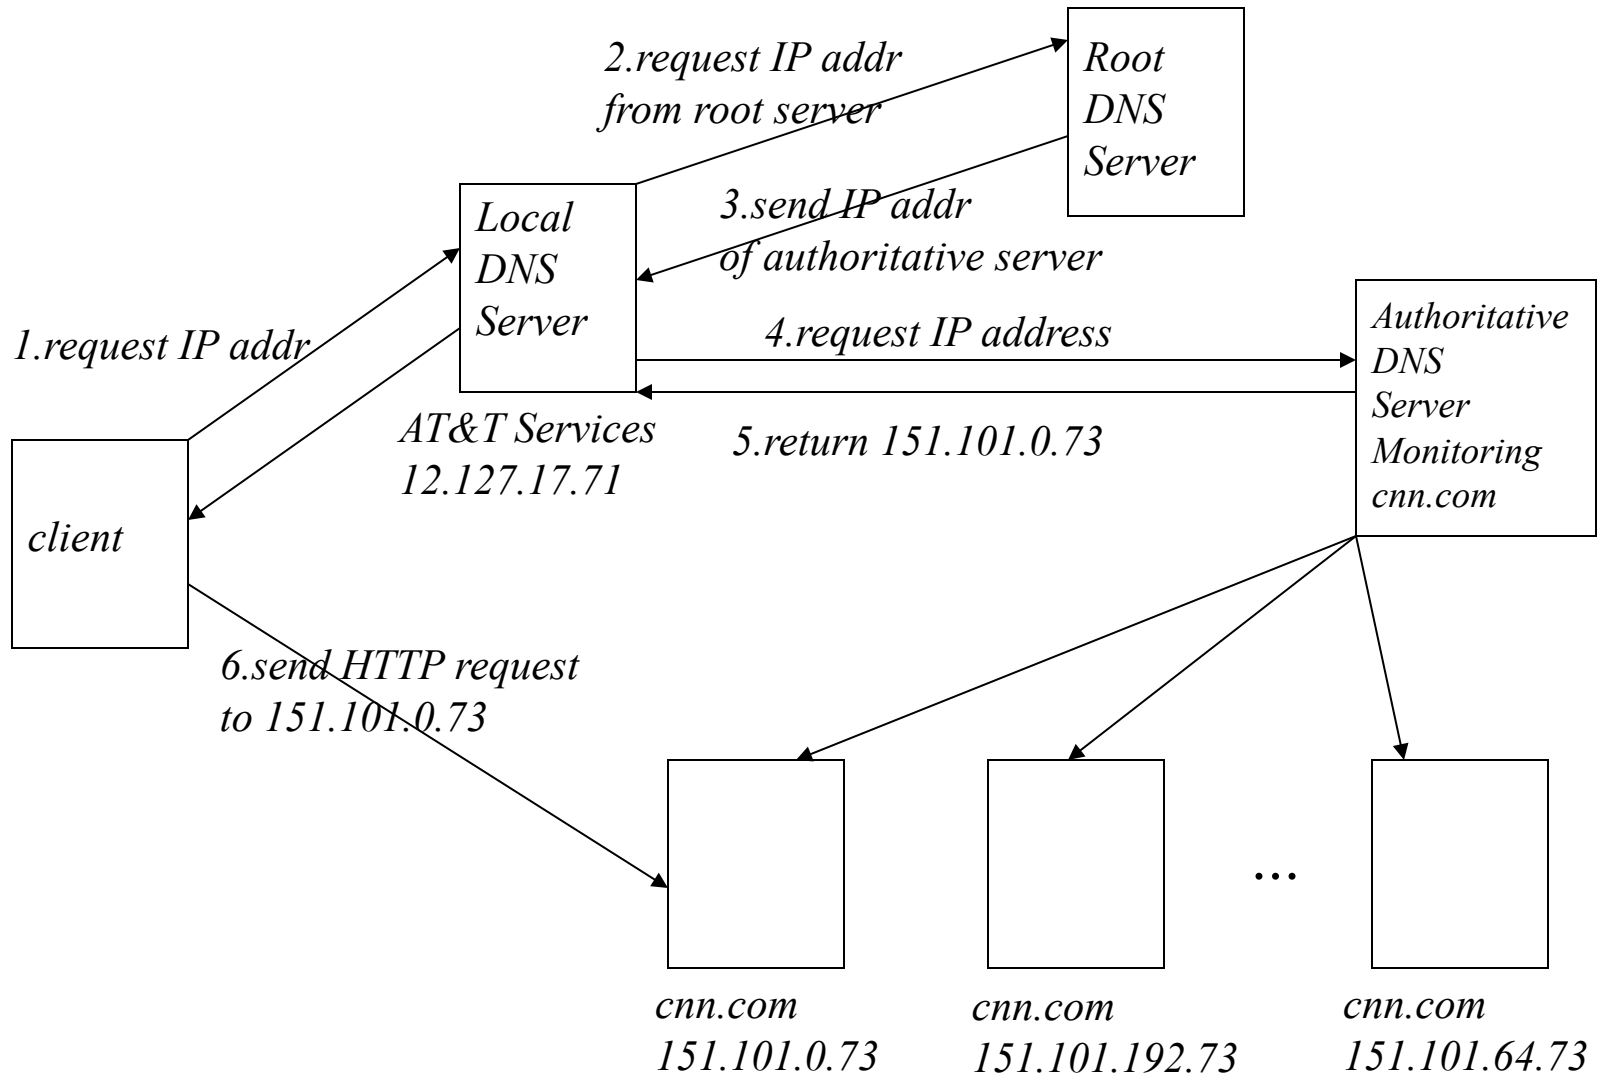 2.request IP addr
from root server
Root
DNS
Server
Local
DNS
Server
3.send IP addr
of authoritative server
1.request IP addr
4.request IP address
Authoritative
DNS
Server
Monitoring
cnn.com
AT&T Services
12.127.17.71
5.return 151.101.0.73
client
6.send HTTP request
to 151.101.0.73
...
cnn.com
151.101.0.73
cnn.com
151.101.192.73
cnn.com
151.101.64.73